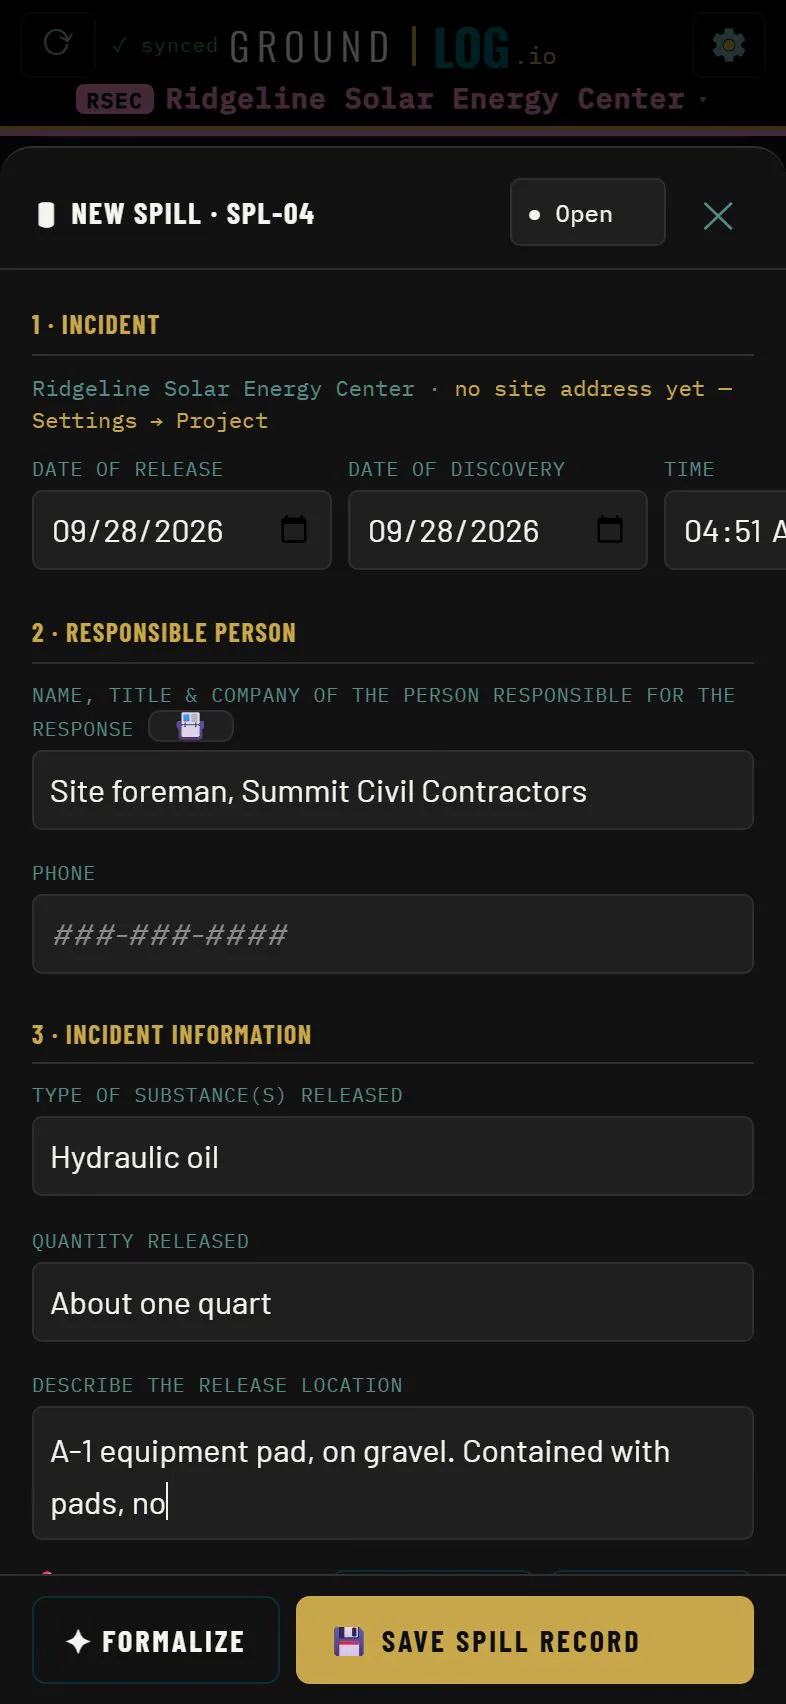 ✓ synced GROUND | LOG.io
RSEC Ridgeline Solar Energy Center
NEW SPILL · SPL-04
Open
1 · INCIDENT
Ridgeline Solar Energy Center · no site address yet —
Settings → Project
DATE OF RELEASE DATE OF DISCOVERY TIME
09/28/2026 09/28/2026 04:51 A
2 · RESPONSIBLE PERSON
NAME, TITLE & COMPANY OF THE PERSON RESPONSIBLE FOR THE
RESPONSE
Site foreman, Summit Civil Contractors
PHONE
###-###-####
3 · INCIDENT INFORMATION
TYPE OF SUBSTANCE(S) RELEASED
Hydraulic oil
QUANTITY RELEASED
About one quart
DESCRIBE THE RELEASE LOCATION
A-1 equipment pad, on gravel. Contained with
pads, no
✦ FORMALIZE SAVE SPILL RECORD